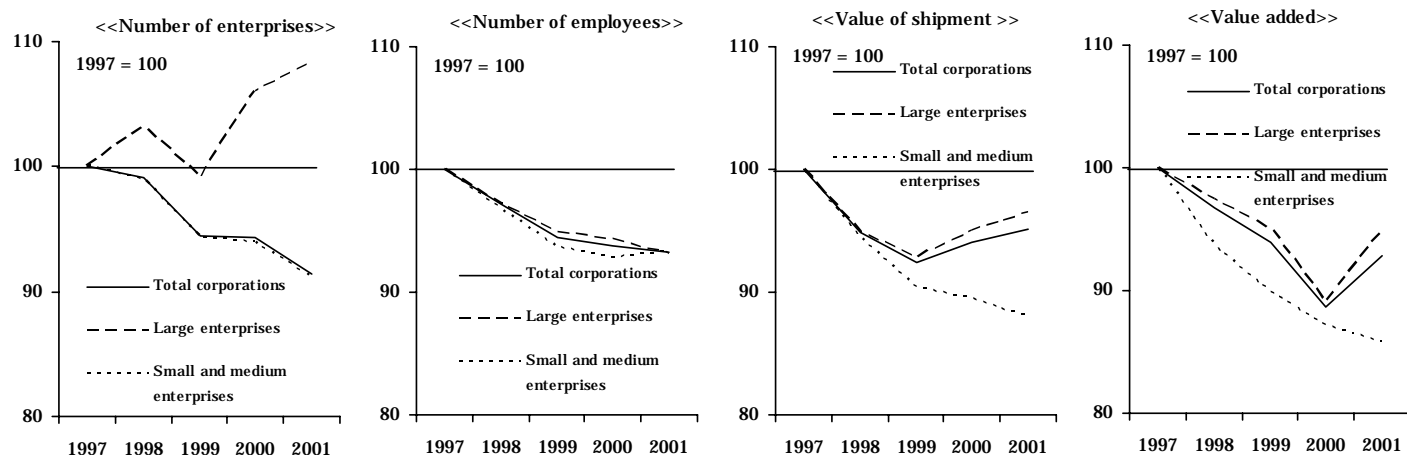 <<Number of enterprises>>
110
1997 = 100
100
90
Total corporations
Large enterprises
Small and medium
enterprises
80
1997 1998 1999 2000 2001
<<Number of employees>>
110
1997 = 100
100
90
Total corporations
Large enterprises
Small and medium
enterprises
80
1997 1998 1999 2000 2001
<<Value of shipment >>
110
1997 = 100
Total corporations
Large enterprises
Small and medium
enterprises
100
90
80
1997 1998 1999 2000 2001
<<Value added>>
110
1997 = 100
Total corporations
Large enterprises
Small and medium
enterprises
100
90
80
1997 1998 1999 2000 2001